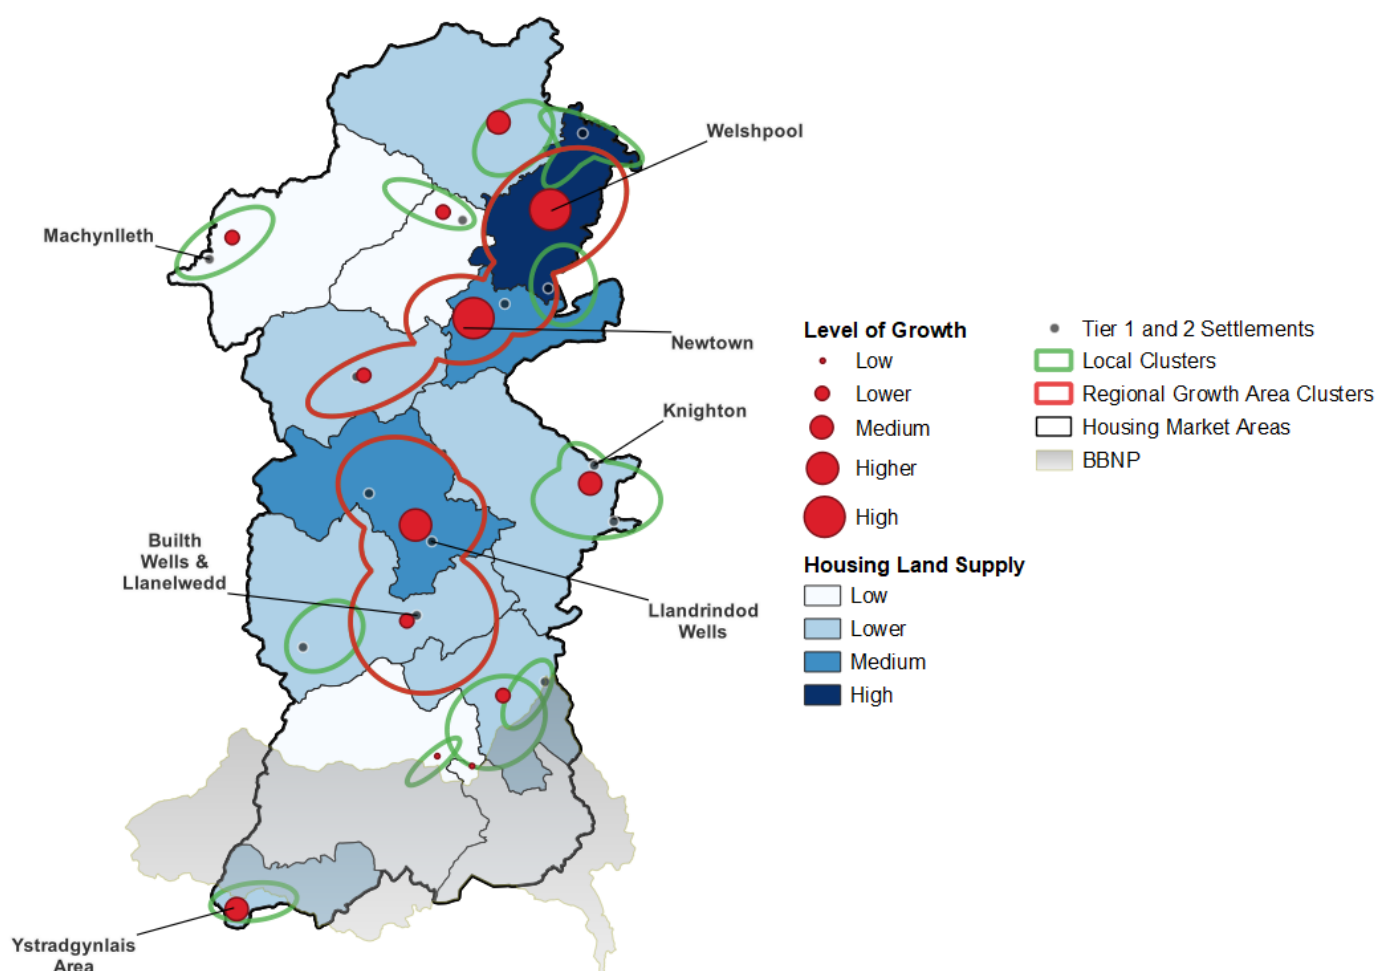 Welshpool
Machynlleth
Newtown
Knighton
Builth
Wells &
Llanelwedd
Llandrindod
Wells
Ystradgynlais
Area
Level of Growth
Low
Lower
Medium
Higher
High
Housing Land Supply
Low
Lower
Medium
High
Tier 1 and 2 Settlements
Local Clusters
Regional Growth Area Clusters
Housing Market Areas
BBNP